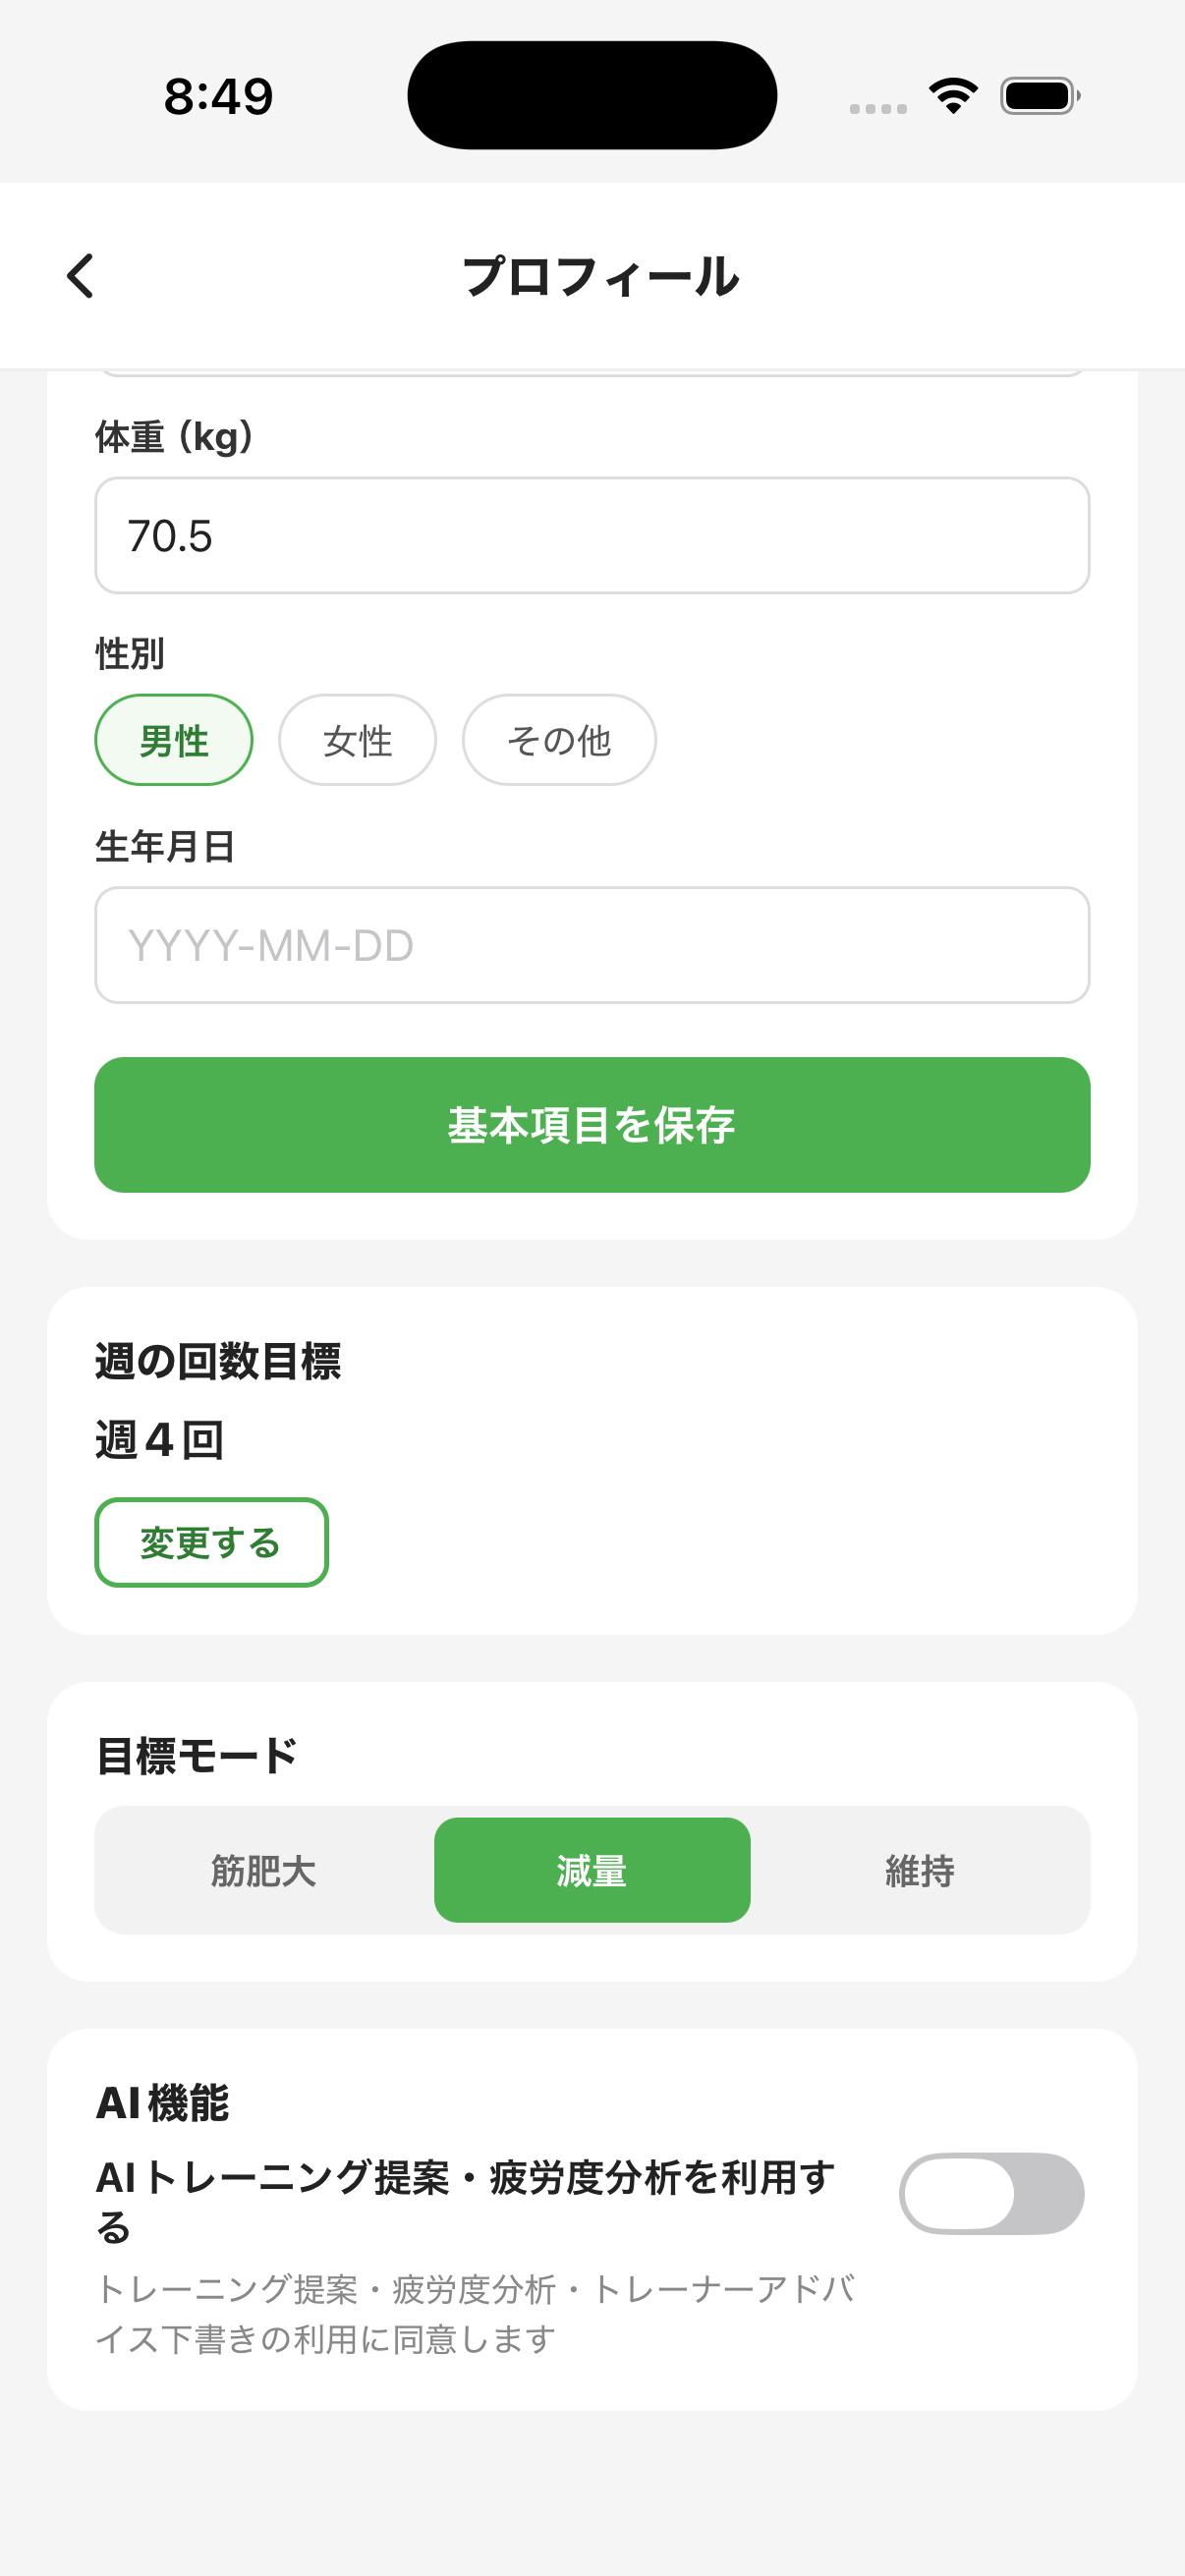 8:49
プロフィール
体重（kg）
70.5
性別
男性 女性 その他
生年月日
YYYY-MM-DD
基本項目を保存
週の回数目標
週 4 回
変更する
目標モード
筋肥大 減量 維持
AI 機能
AI トレーニング提案・疲労度分析を利用す
る
トレーニング提案・疲労度分析・トレーナーアドバ
イス下書きの利用に同意します